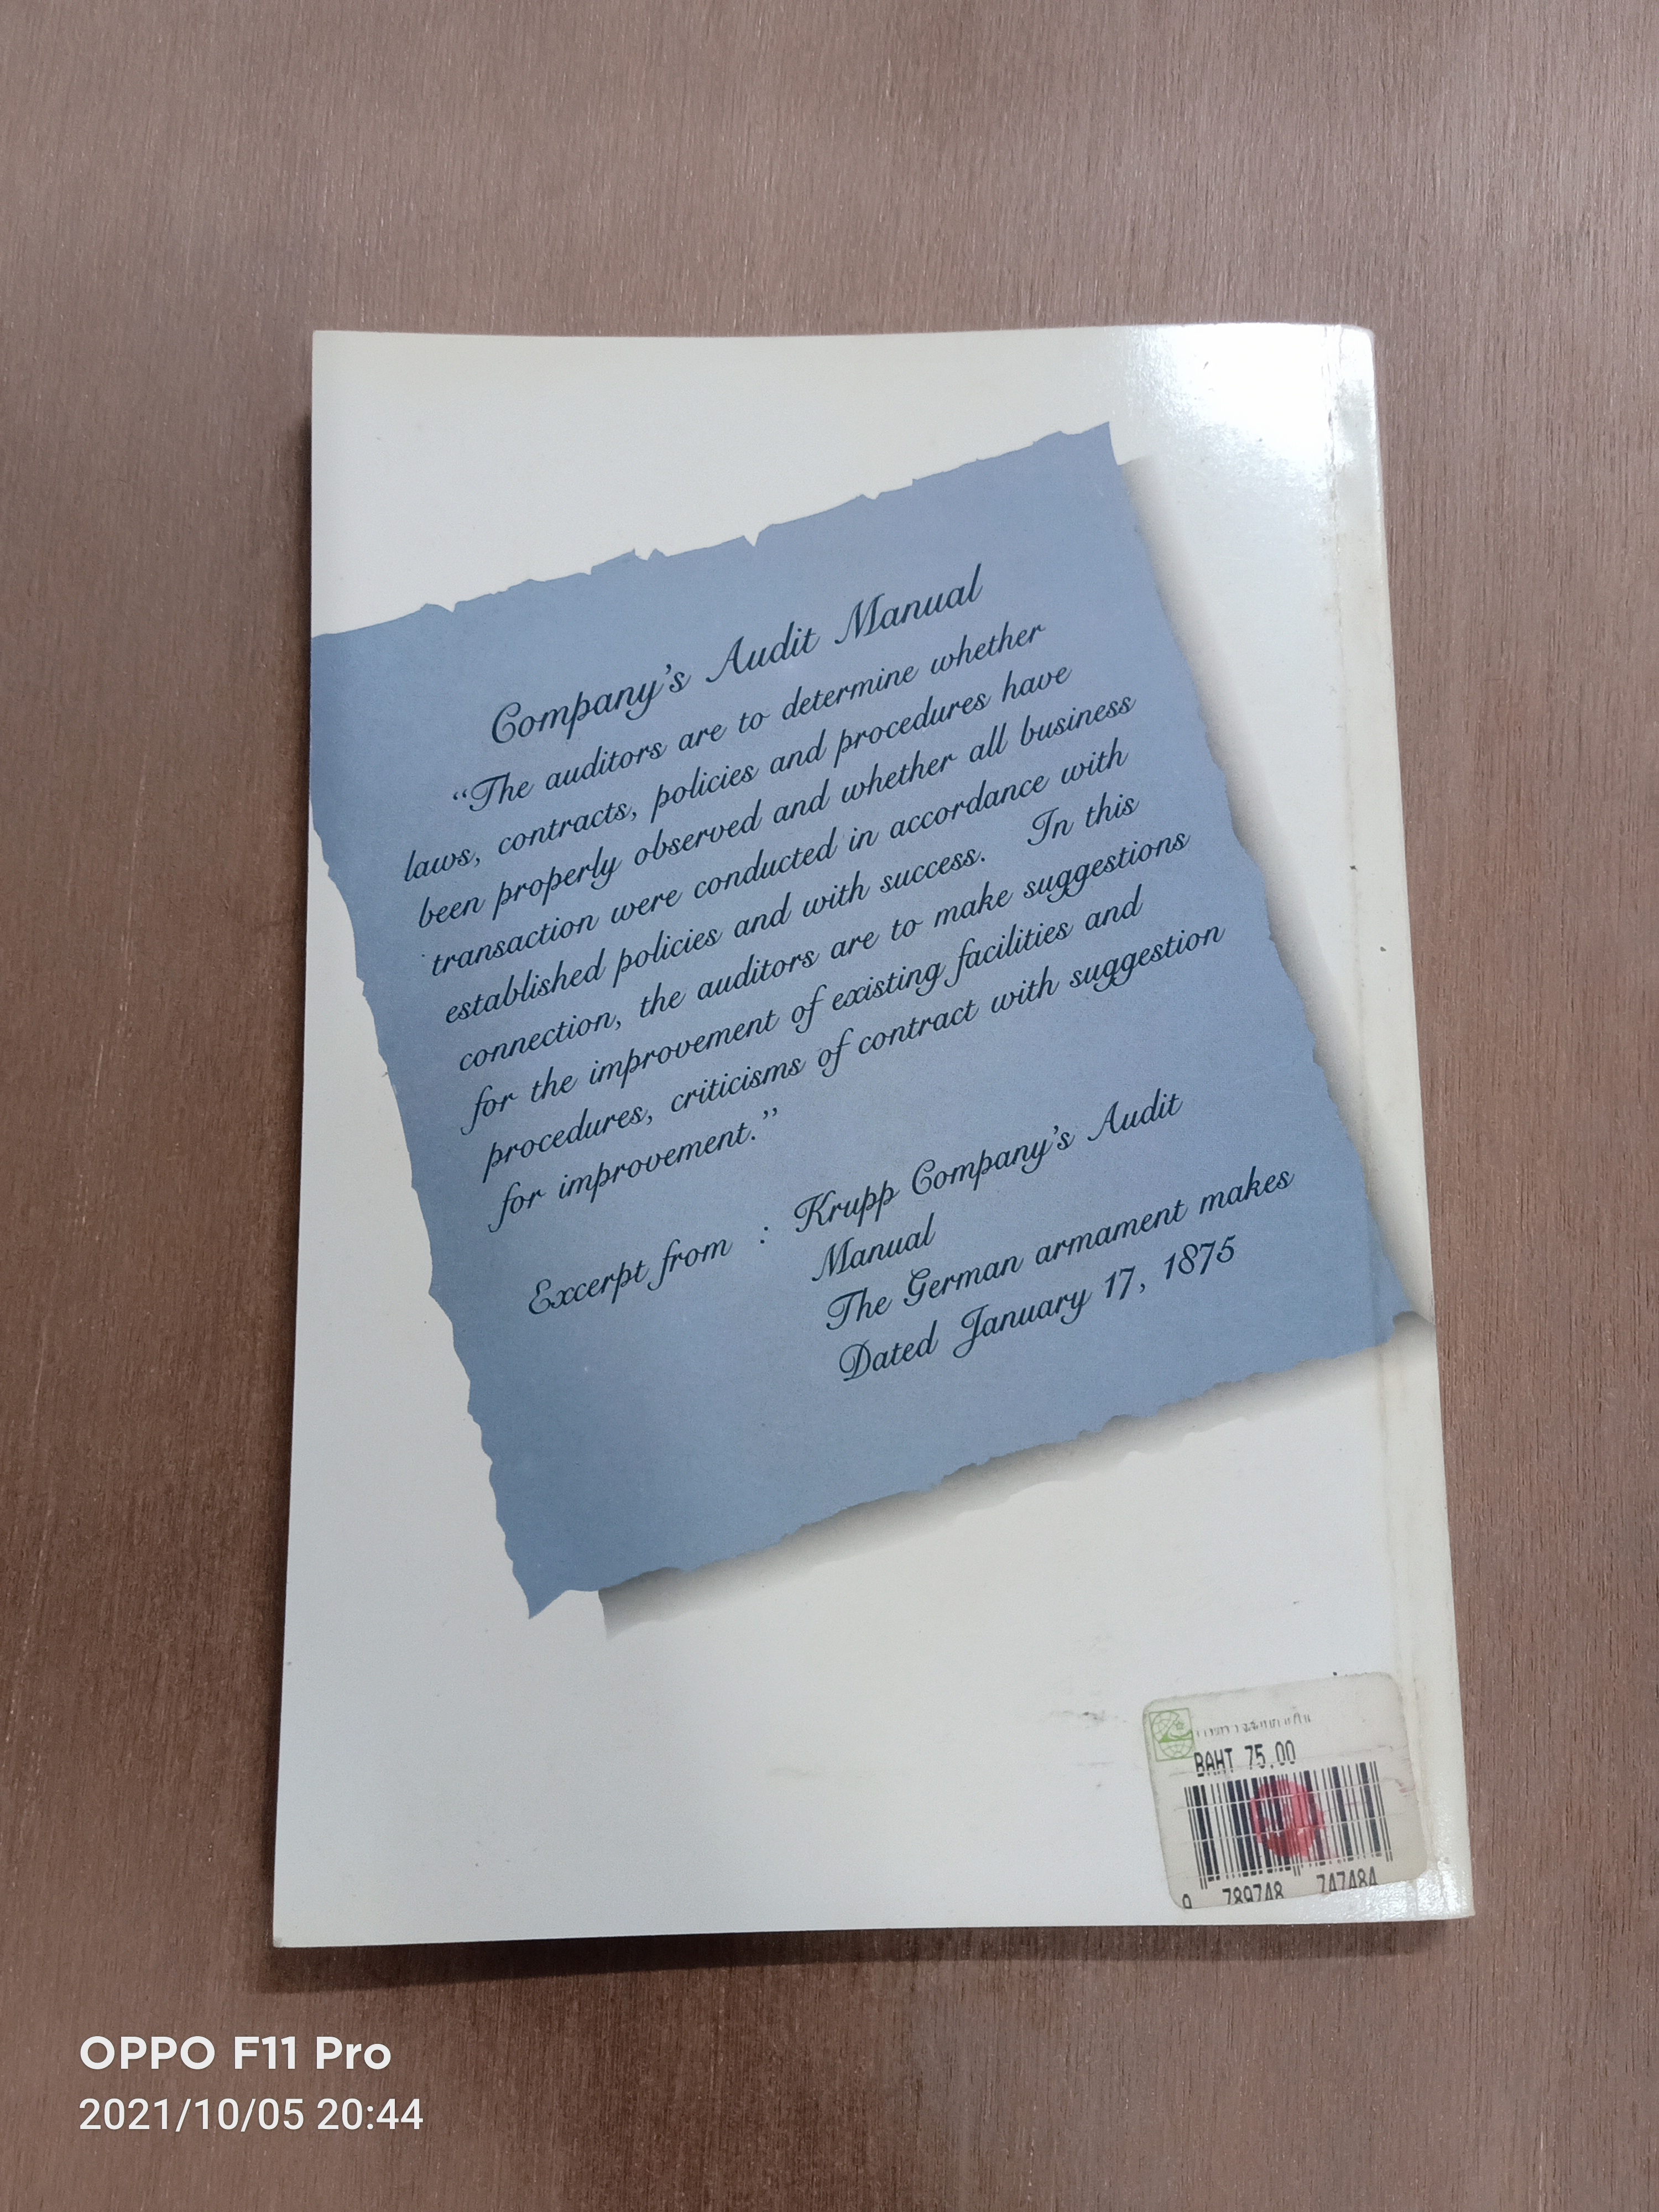 Company's Audit Manual
“The auditors are to determine whether
laws, contracts, policies and procedures have
been properly observed and whether all business
transaction were conducted in accordance with
established policies and with success. In this
connection, the auditors are to make suggestions
for the improvement of existing facilities and
procedures, criticisms of contract with suggestion
for improvement.”
Excerpt from : Krupp Company's Audit
Manual
The German armament makes
Dated January 17, 1875
BAHT 75.00
9 789748 747484
OPPO F11 Pro
2021/10/05 20:44